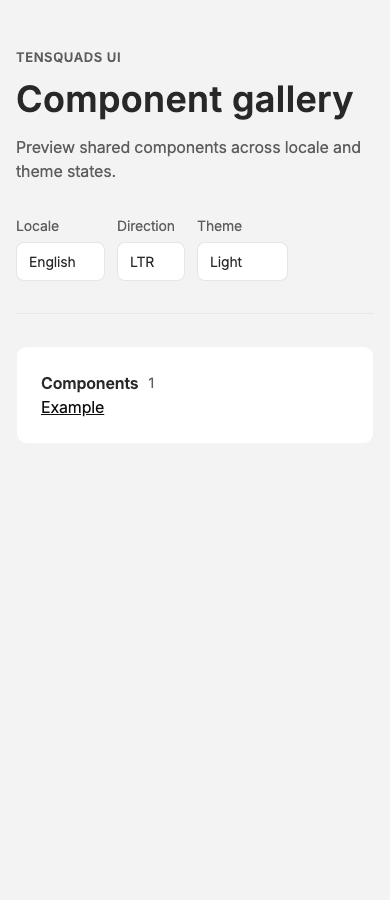 TENSQUADS UI
Component gallery
Preview shared components across locale and
theme states.
Locale Direction Theme
English LTR Light
Components 1
Example